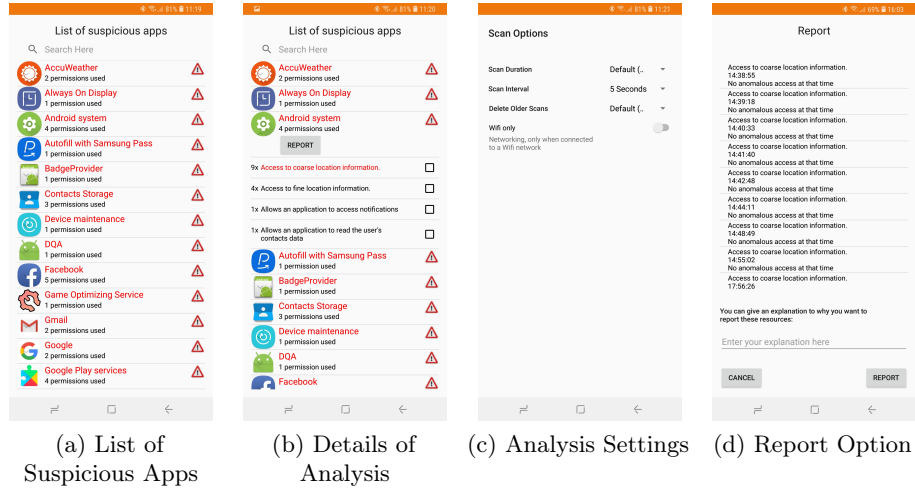 81% 11:19
List of suspicious apps
Search Here
AccuWeather
2 permissions used
Always On Display
1 permission used
Android system
4 permissions used
Autofill with Samsung Pass
1 permission used
BadgeProvider
1 permission used
Contacts Storage
3 permissions used
Device maintenance
1 permission used
DQA
1 permission used
Facebook
5 permissions used
Game Optimizing Service
1 permission used
Gmail
2 permissions used
Google
2 permissions used
Google Play services
4 permissions used
(a) List of
Suspicious Apps
81% 11:20
List of suspicious apps
Search Here
AccuWeather
2 permissions used
Always On Display
1 permission used
Android system
4 permissions used
REPORT
9x Access to coarse location information.
4x Access to fine location information.
1x Allows an application to access notifications
1x Allows an application to read the user's
contacts data
Autofill with Samsung Pass
1 permission used
BadgeProvider
1 permission used
Contacts Storage
3 permissions used
Device maintenance
1 permission used
DQA
1 permission used
Facebook
(b) Details of
Analysis
81% 11:21
Scan Options
Scan Duration Default (..
Scan Interval 5 Seconds
Delete Older Scans Default (..
Wifi only
Networking, only when connected
to a Wifi network
(c) Analysis Settings
69% 16:03
Report
Access to coarse location information.
14:38:55
No anomalous access at that time
Access to coarse location information.
14:39:18
No anomalous access at that time
Access to coarse location information.
14:40:33
No anomalous access at that time
Access to coarse location information.
14:41:40
No anomalous access at that time
Access to coarse location information.
14:42:48
No anomalous access at that time
Access to coarse location information.
14:44:11
No anomalous access at that time
Access to coarse location information.
14:48:49
No anomalous access at that time
Access to coarse location information.
14:55:02
No anomalous access at that time
Access to coarse location information.
17:56:26
You can give an explanation to why you want to
report these resources:
Enter your explanation here
CANCEL REPORT
(d) Report Option